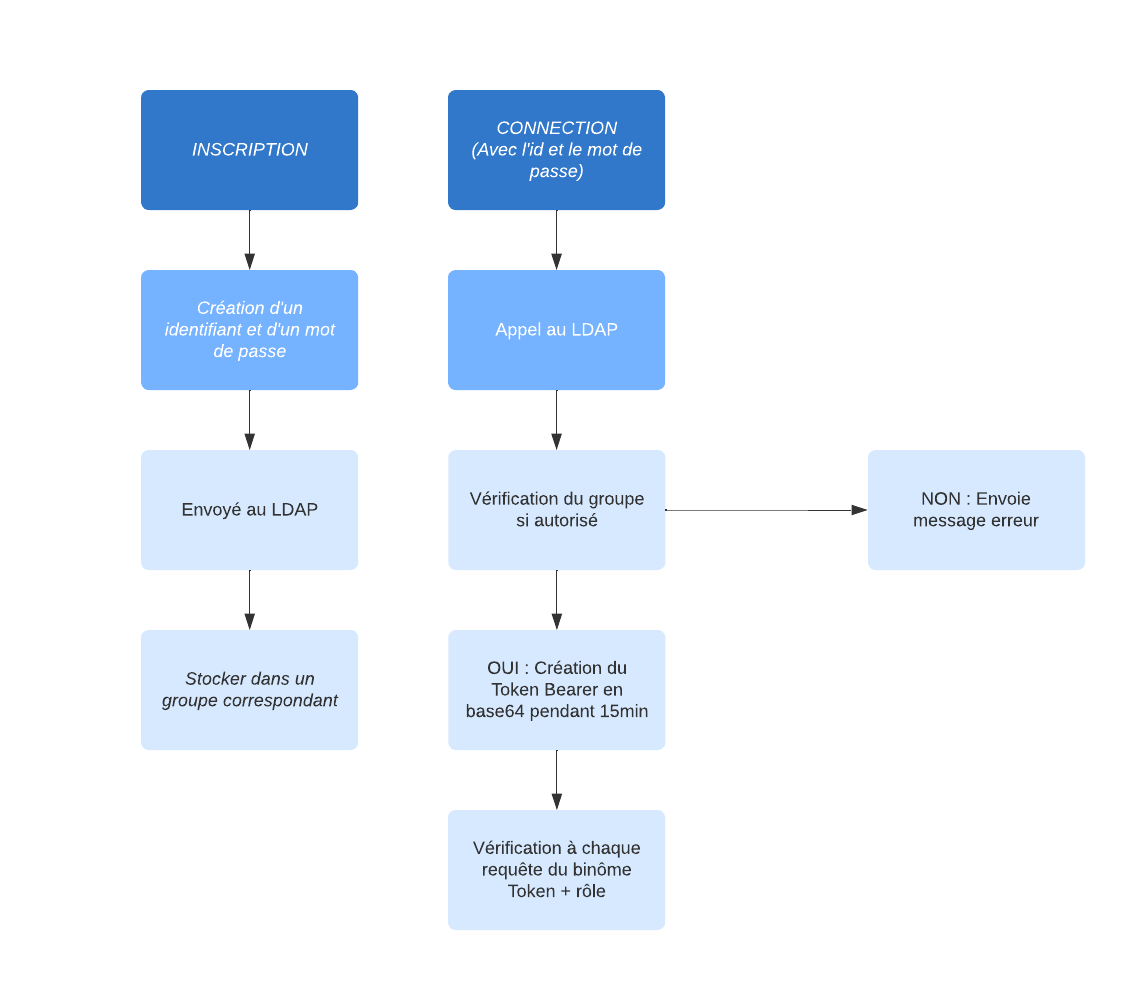 INSCRIPTION
CONNECTION
(Avec l'id et le mot de
passe)
Création d'un
identifiant et d'un mot
de passe
Appel au LDAP
Envoyé au LDAP
Vérification du groupe
si autorisé
NON : Envoie
message erreur
Stocker dans un
groupe correspondant
OUI : Création du
Token Bearer en
base64 pendant 15min
Vérification à chaque
requête du binôme
Token + rôle